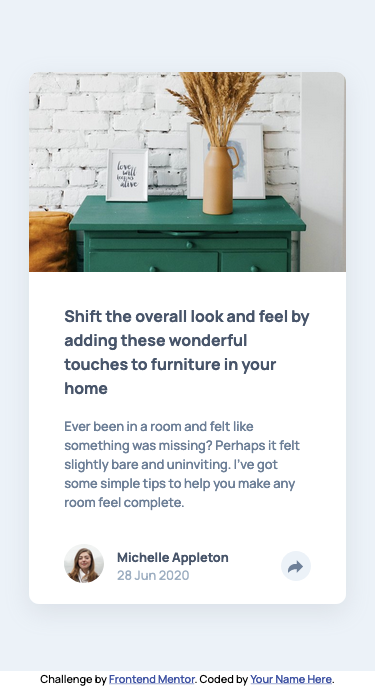 love
will
keep us
alive
Shift the overall look and feel by
adding these wonderful
touches to furniture in your
home
Ever been in a room and felt like
something was missing? Perhaps it felt
slightly bare and uninviting. I've got
some simple tips to help you make any
room feel complete.
Michelle Appleton
28 Jun 2020
Challenge by Frontend Mentor. Coded by Your Name Here.